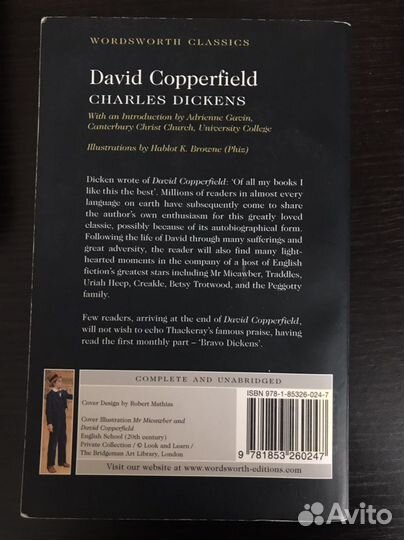 WORDSWORTH CLASSICS
David Copperfield
CHARLES DICKENS
With an Introduction by Adrienne Gavin,
Canterbury Christ Church, University College
Illustrations by Hablot K. Browne (Phiz)
Dicken wrote of David Copperfield: ‘Of all my books I
like this the best’. Millions of readers in almost every
language on earth have subsequently come to share
the author's own enthusiasm for this greatly loved
classic, possibly because of its autobiographical form.
Following the life of David through many sufferings and
great adversity, the reader will also find many light-
hearted moments in the company of a host of English
fiction's greatest stars including Mr Micawber, Traddles,
Uriah Heep, Creakle, Betsy Trotwood, and the Peggotty
family.
Few readers, arriving at the end of David Copperfield,
will not wish to echo Thackeray's famous praise, having
read the first monthly part – ‘Bravo Dickens’.
COMPLETE AND UNABRIDGED
Cover Design by Robert Mathias
Cover Illustration Mr Micawber and
David Copperfield
English School (20th century)
Private Collection / © Look and Learn /
The Bridgeman Art Library, London
ISBN 978-1-85326-024-7
9 781853 260247
Visit our website at www.wordsworth-editions.com
Avito